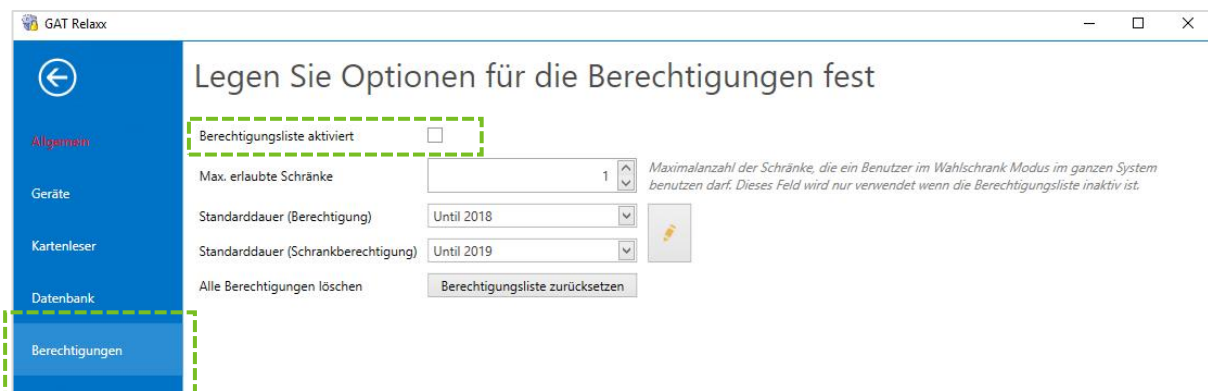 GAT Relaxx
Legen Sie Optionen für die Berechtigungen fest
Allgemein
Geräte
Kartenleser
Datenbank
Berechtigungen
Berechtigungsliste aktiviert
Max. erlaubte Schränke
1
Maximalanzahl der Schränke, die ein Benutzer im Wahlschrank Modus im ganzen System
benutzen darf. Dieses Feld wird nur verwendet wenn die Berechtigungsliste inaktiv ist.
Standarddauer (Berechtigung)
Until 2018
Standarddauer (Schrankberechtigung)
Until 2019
Alle Berechtigungen löschen
Berechtigungsliste zurücksetzen